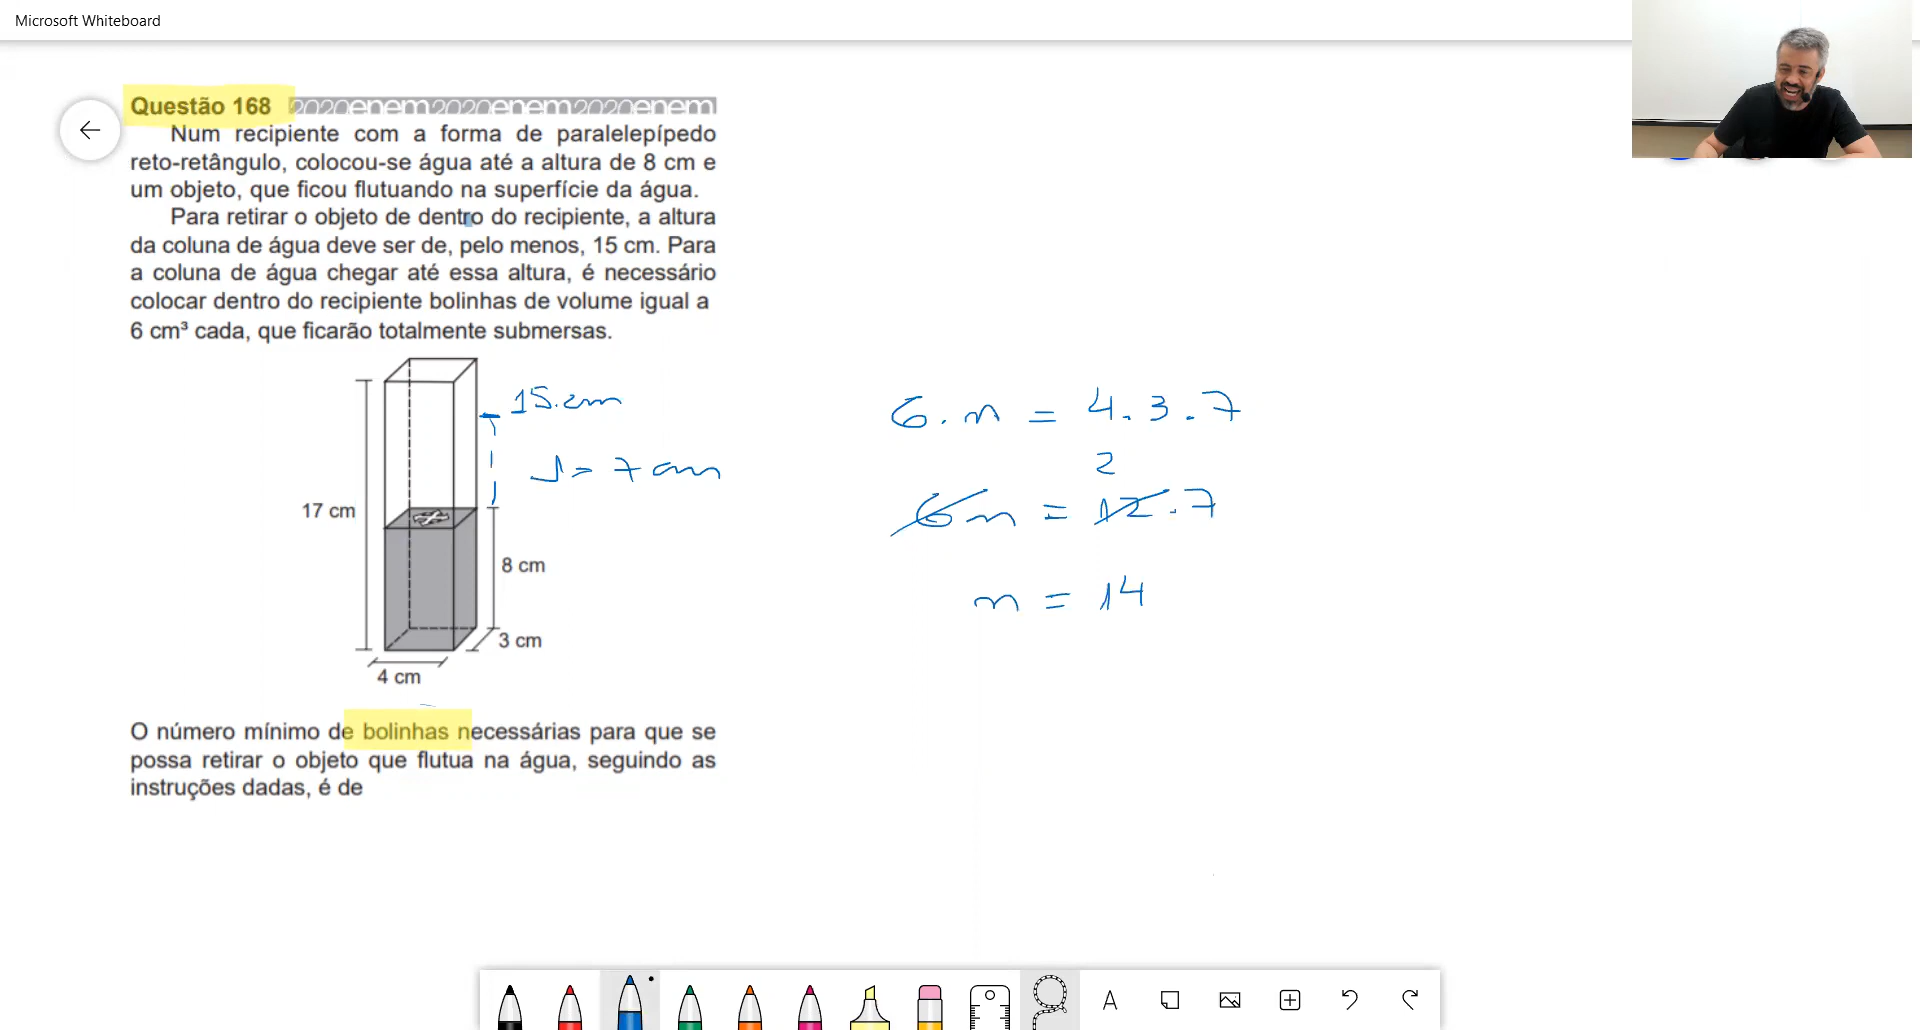 Microsoft Whiteboard
Questão 168 2020enem2020enem2020enem
Num recipiente com a forma de paralelepípedo
reto-retângulo, colocou-se água até a altura de 8 cm e
um objeto, que ficou flutuando na superfície da água.
Para retirar o objeto de dentro do recipiente, a altura
da coluna de água deve ser de, pelo menos, 15 cm. Para
a coluna de água chegar até essa altura, é necessário
colocar dentro do recipiente bolinhas de volume igual a
6 cm³ cada, que ficarão totalmente submersas.
15 cm
= 7 cm
17 cm
8 cm
3 cm
4 cm
6 . n = 4 . 3 . 7
2
6n = 12 . 7
n = 14
O número mínimo de bolinhas necessárias para que se
possa retirar o objeto que flutua na água, seguindo as
instruções dadas, é de
A